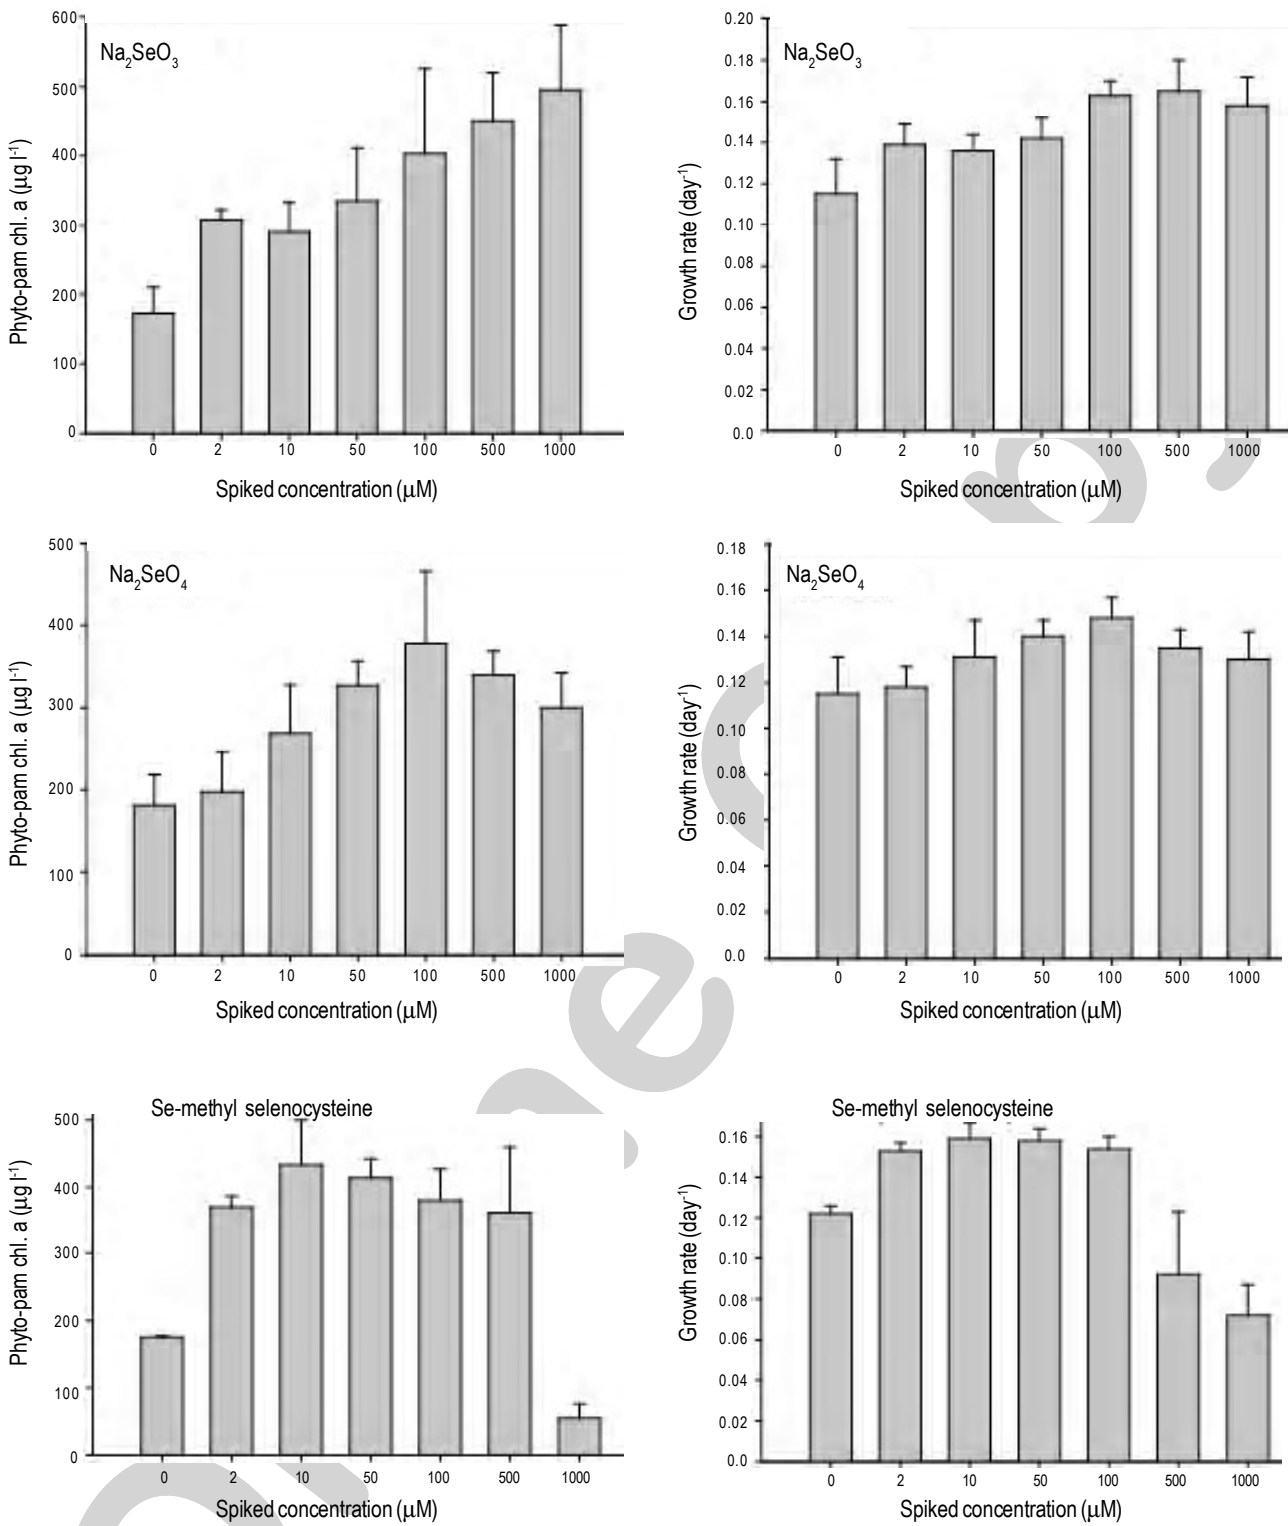 Na2SeO3
Phyto-pam chl. a (µg l-1)
600
500
400
300
200
100
0
0 2 10 50 100 500 1000
Spiked concentration (µM)
Na2SeO3
Growth rate (day-1)
0.20
0.18
0.16
0.14
0.12
0.10
0.08
0.06
0.04
0.02
0.0
0 2 10 50 100 500 1000
Spiked concentration (µM)
Na2SeO4
Phyto-pam chl. a (µg l-1)
500
400
300
200
100
0
0 2 10 50 100 500 1000
Spiked concentration (µM)
Na2SeO4
Growth rate (day-1)
0.18
0.16
0.14
0.12
0.10
0.08
0.06
0.04
0.02
0.0
0 2 10 50 100 500 1000
Spiked concentration (µM)
Se-methyl selenocysteine
Phyto-pam chl. a (µg l-1)
500
400
300
200
100
0
0 2 10 50 100 500 1000
Spiked concentration (µM)
Se-methyl selenocysteine
Growth rate (day-1)
0.16
0.14
0.12
0.10
0.08
0.06
0.04
0.02
0.0
0 2 10 50 100 500 1000
Spiked concentration (µM)